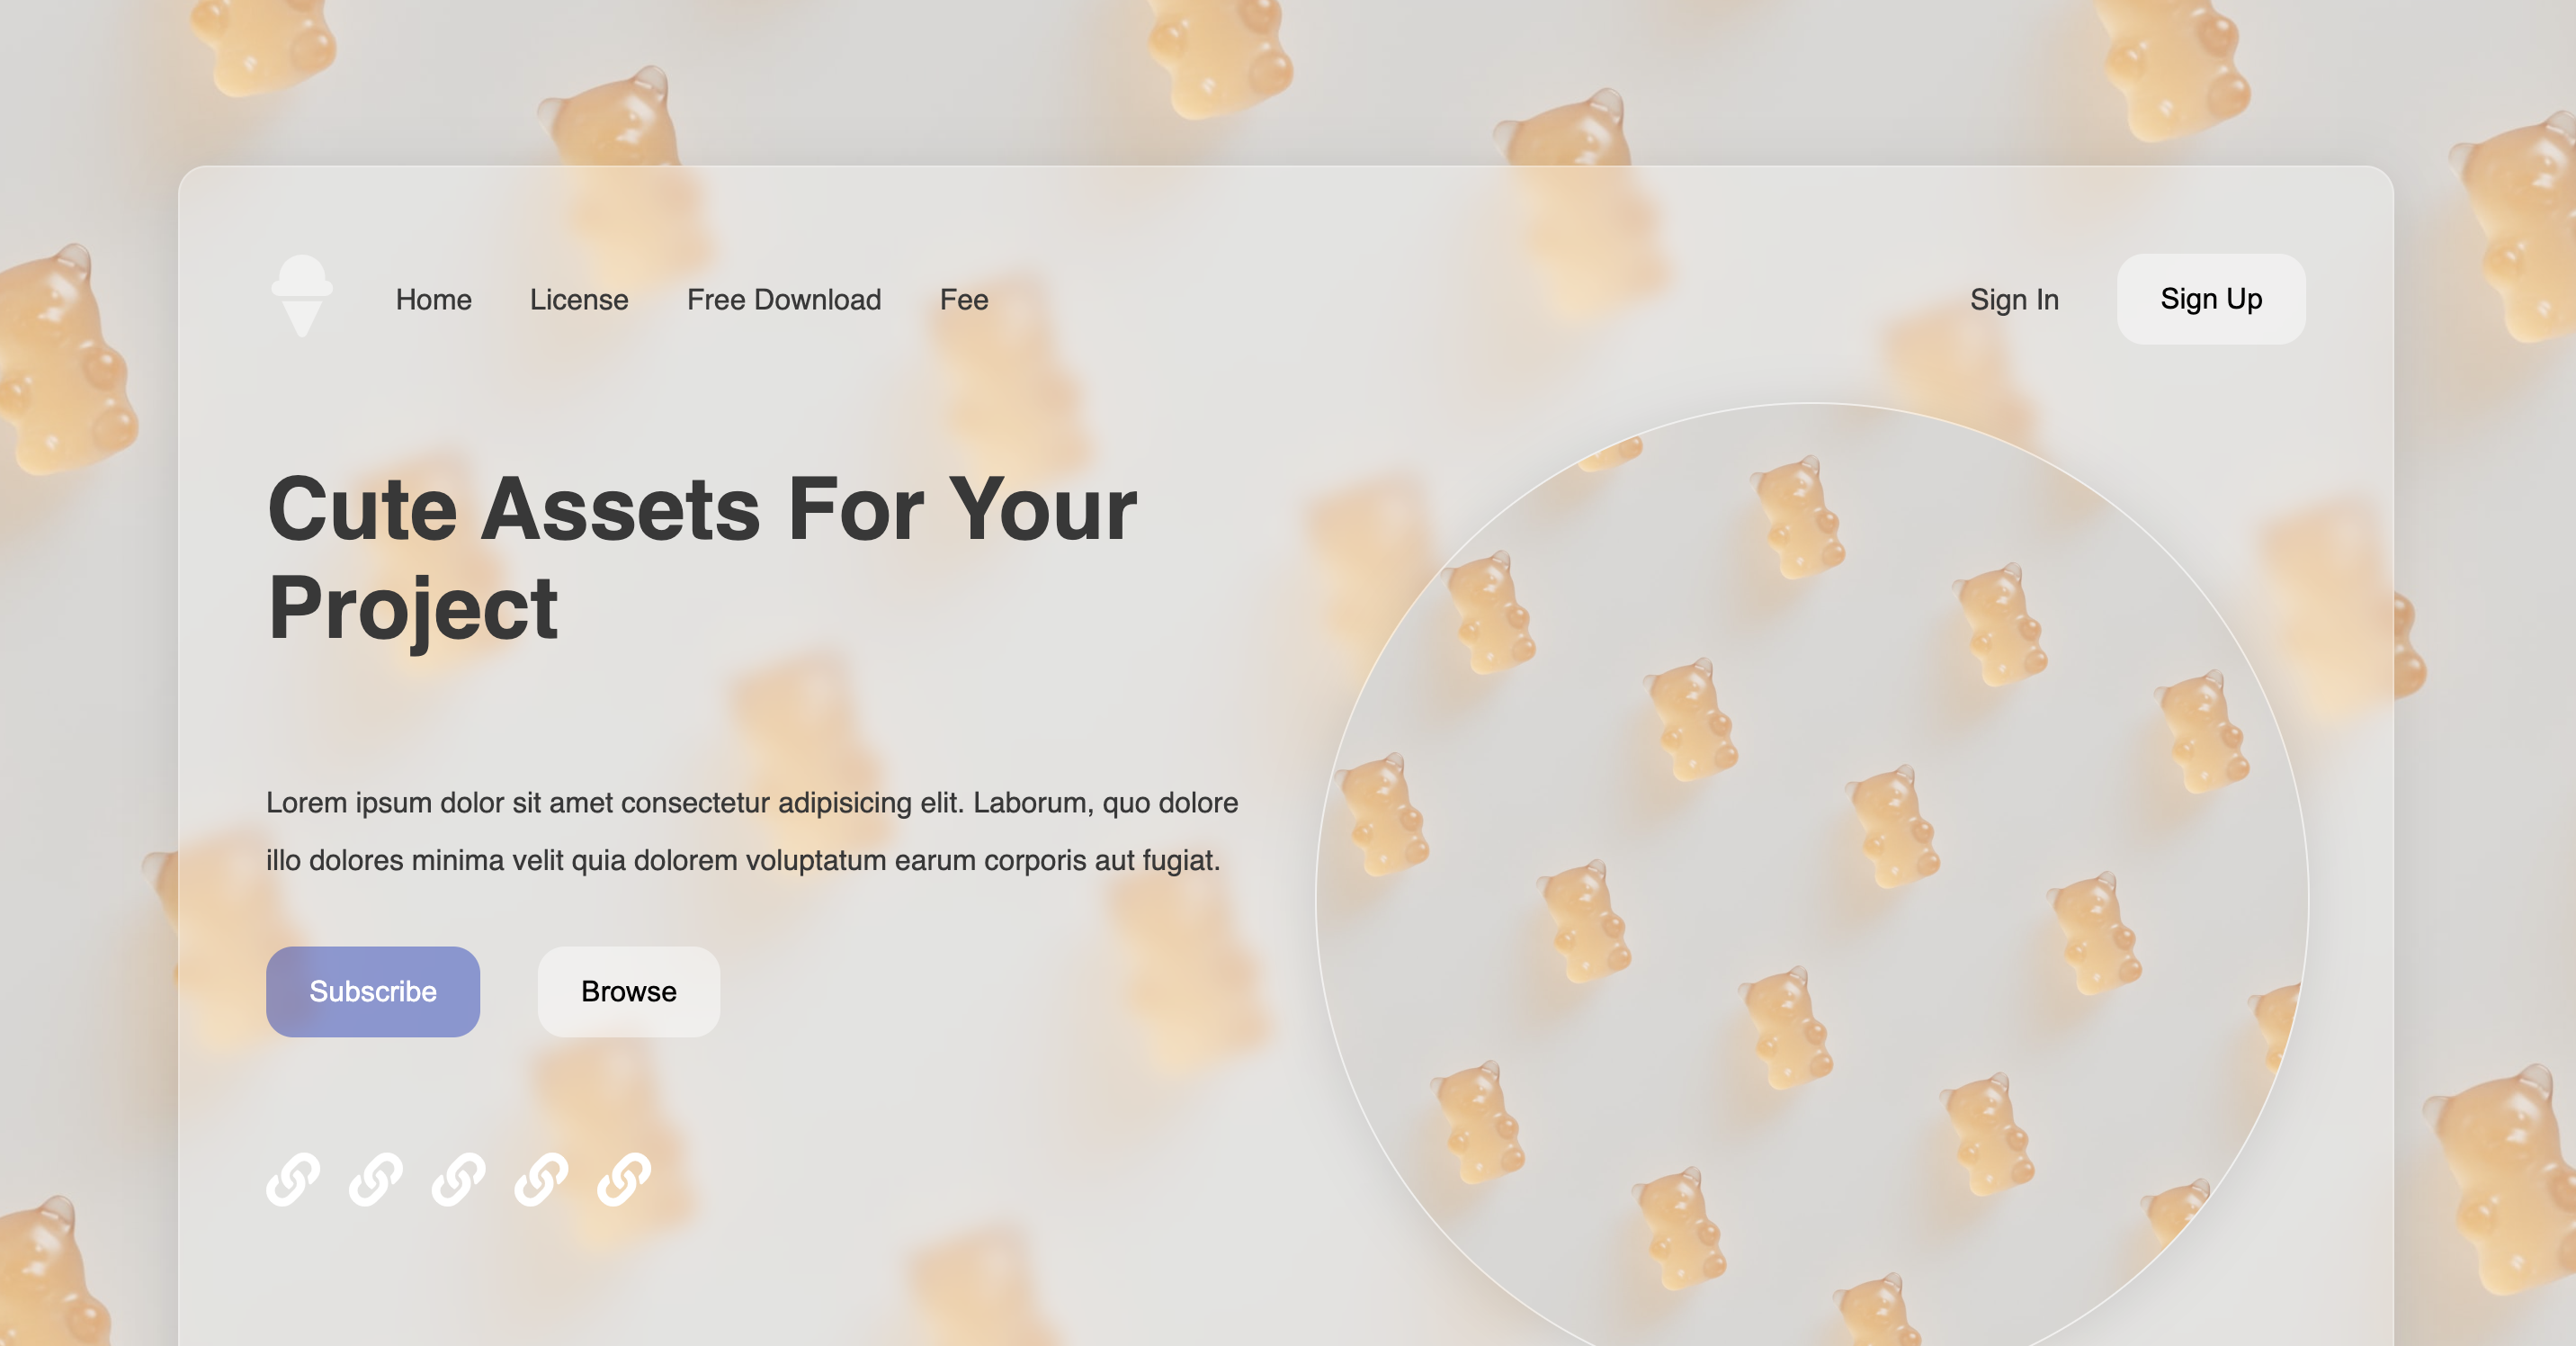 Home License Free Download Fee Sign In Sign Up
Cute Assets For Your
Project
Lorem ipsum dolor sit amet consectetur adipisicing elit. Laborum, quo dolore
illo dolores minima velit quia dolorem voluptatum earum corporis aut fugiat.
Subscribe Browse